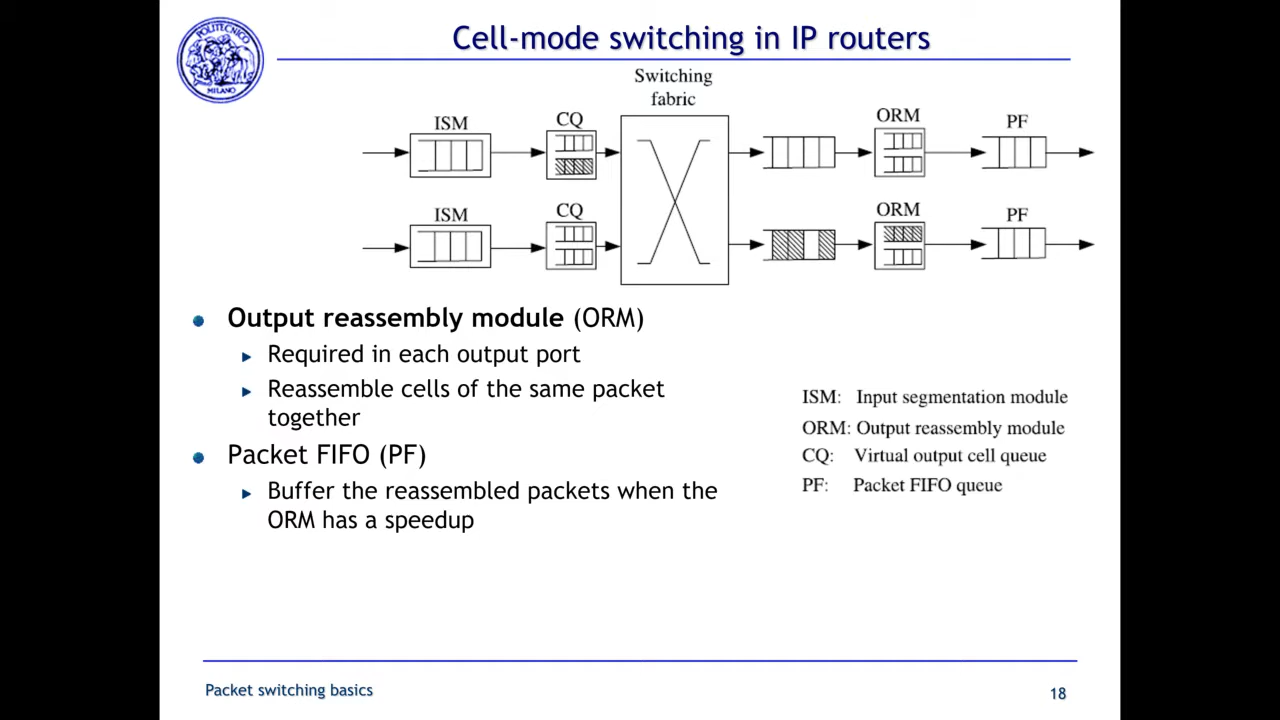 POLITECNICO
MILANO
Cell-mode switching in IP routers
Switching
fabric
ISM
CQ
ORM
PF
ISM
CQ
ORM
PF
Output reassembly module (ORM)
Required in each output port
Reassemble cells of the same packet
together
Packet FIFO (PF)
Buffer the reassembled packets when the
ORM has a speedup
ISM: Input segmentation module
ORM: Output reassembly module
CQ: Virtual output cell queue
PF: Packet FIFO queue
Packet switching basics
18